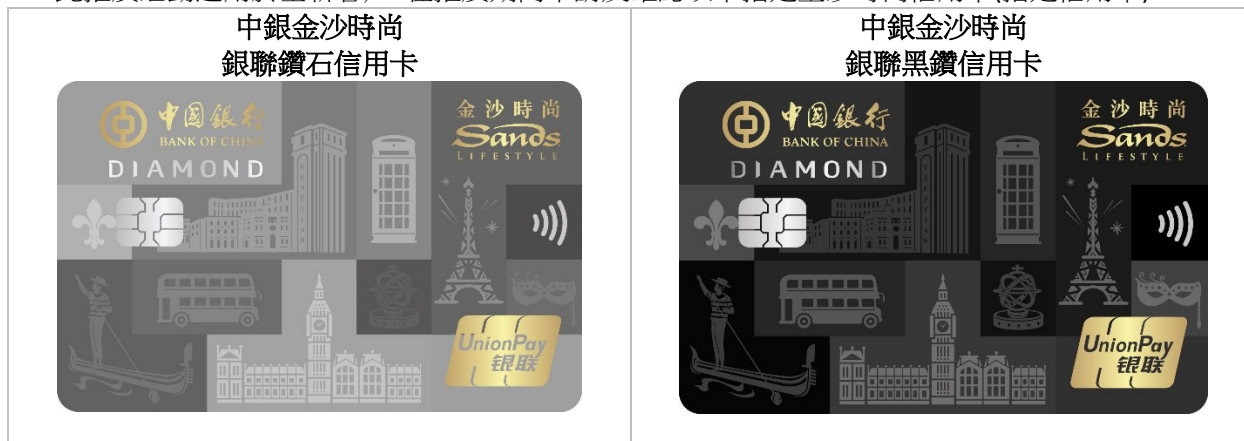 中銀金沙時尚
銀聯鑽石信用卡
中國銀行
BANK OF CHINA
DIAMOND
金沙時尚
Sands
LIFESTYLE
UnionPay
银联
中銀金沙時尚
銀聯黑鑽信用卡
中國銀行
BANK OF CHINA
DIAMOND
金沙時尚
Sands
LIFESTYLE
UnionPay
银联